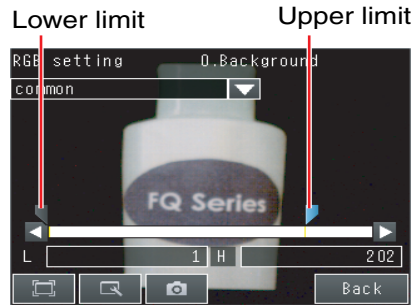 Lower limit
Upper limit
RGB setting
0.Background
common
FQ Series
L 1 H 202
Back